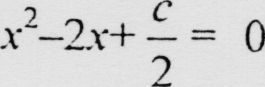 x²–2x+ c/2 = 0